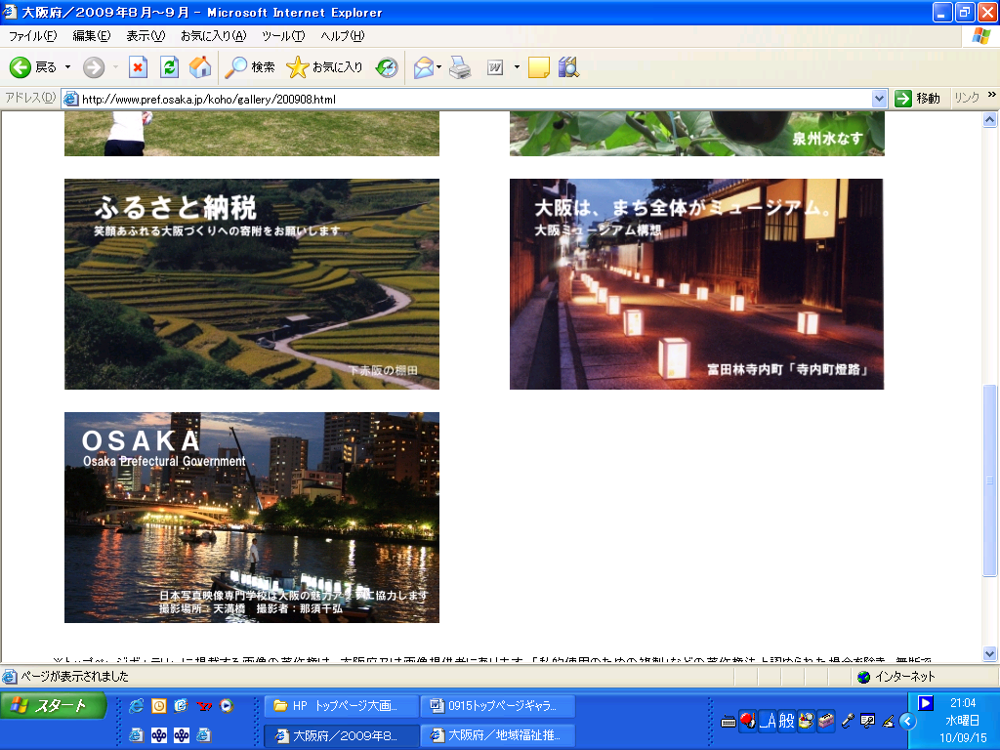 大阪府／2009年8月～9月 - Microsoft Internet Explorer
ファイル(F) 編集(E) 表示(V) お気に入り(A) ツール(T) ヘルプ(H)
戻る 検索 お気に入り
アドレス(D) http://www.pref.osaka.jp/koho/gallery/200908.html 移動 リンク »
泉州水なす
ふるさと納税
笑顔あふれる大阪づくりへの寄附をお願いします
下赤阪の棚田
大阪は、まち全体がミュージアム。
大阪ミュージアム構想
富田林寺内町「寺内町燈路」
OSAKA
Osaka Prefectural Government
日本写真映像専門学校は大阪の魅力アップに協力します
撮影場所：天満橋 撮影者：那須千弘
ページが表示されました インターネット
スタート
HP トップページ大画...
0915トップページギャラ...
大阪府／2009年8...
大阪府／地域福祉推...
A 般
21:04
水曜日
10/09/15